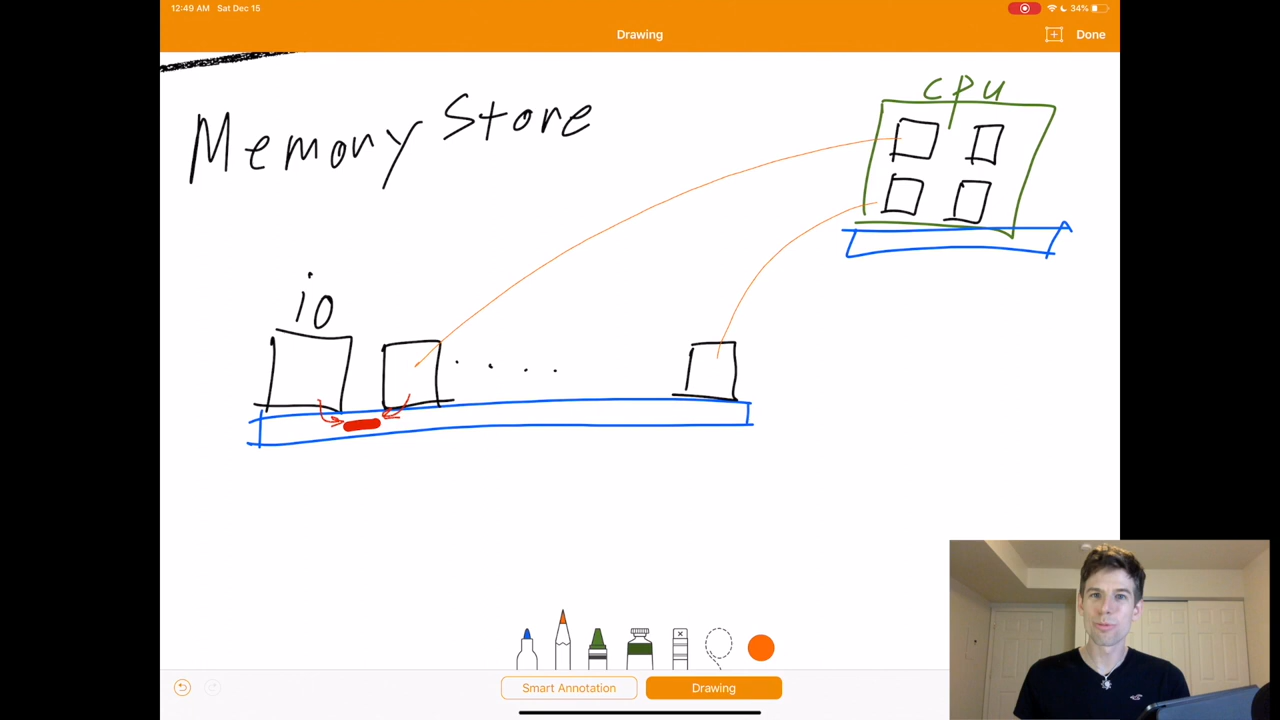 12:49 AM Sat Dec 15
34%
Drawing
Done
Memory Store
CPU
io
Smart Annotation
Drawing